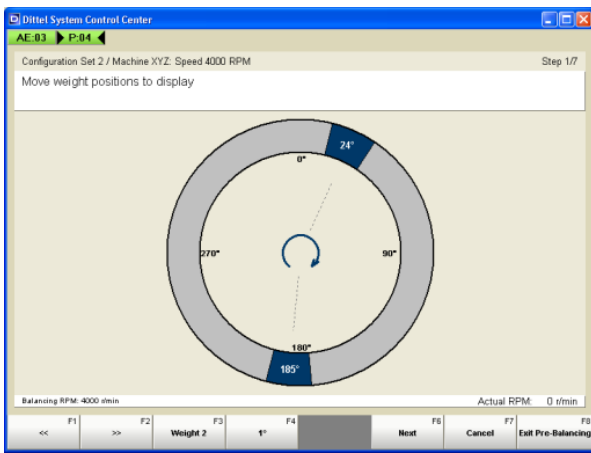 Dittel System Control Center
AE:03 P:04
Configuration Set 2 / Machine XYZ: Speed 4000 RPM Step 1/7
Move weight positions to display
24°
0°
270° 90°
180°
185°
Balancing RPM: 4000 r/min Actual RPM: 0 r/min
F1 F2 F3 F4 F6 F7 F8
<< >> Weight 2 1° Next Cancel Exit Pre-Balancing